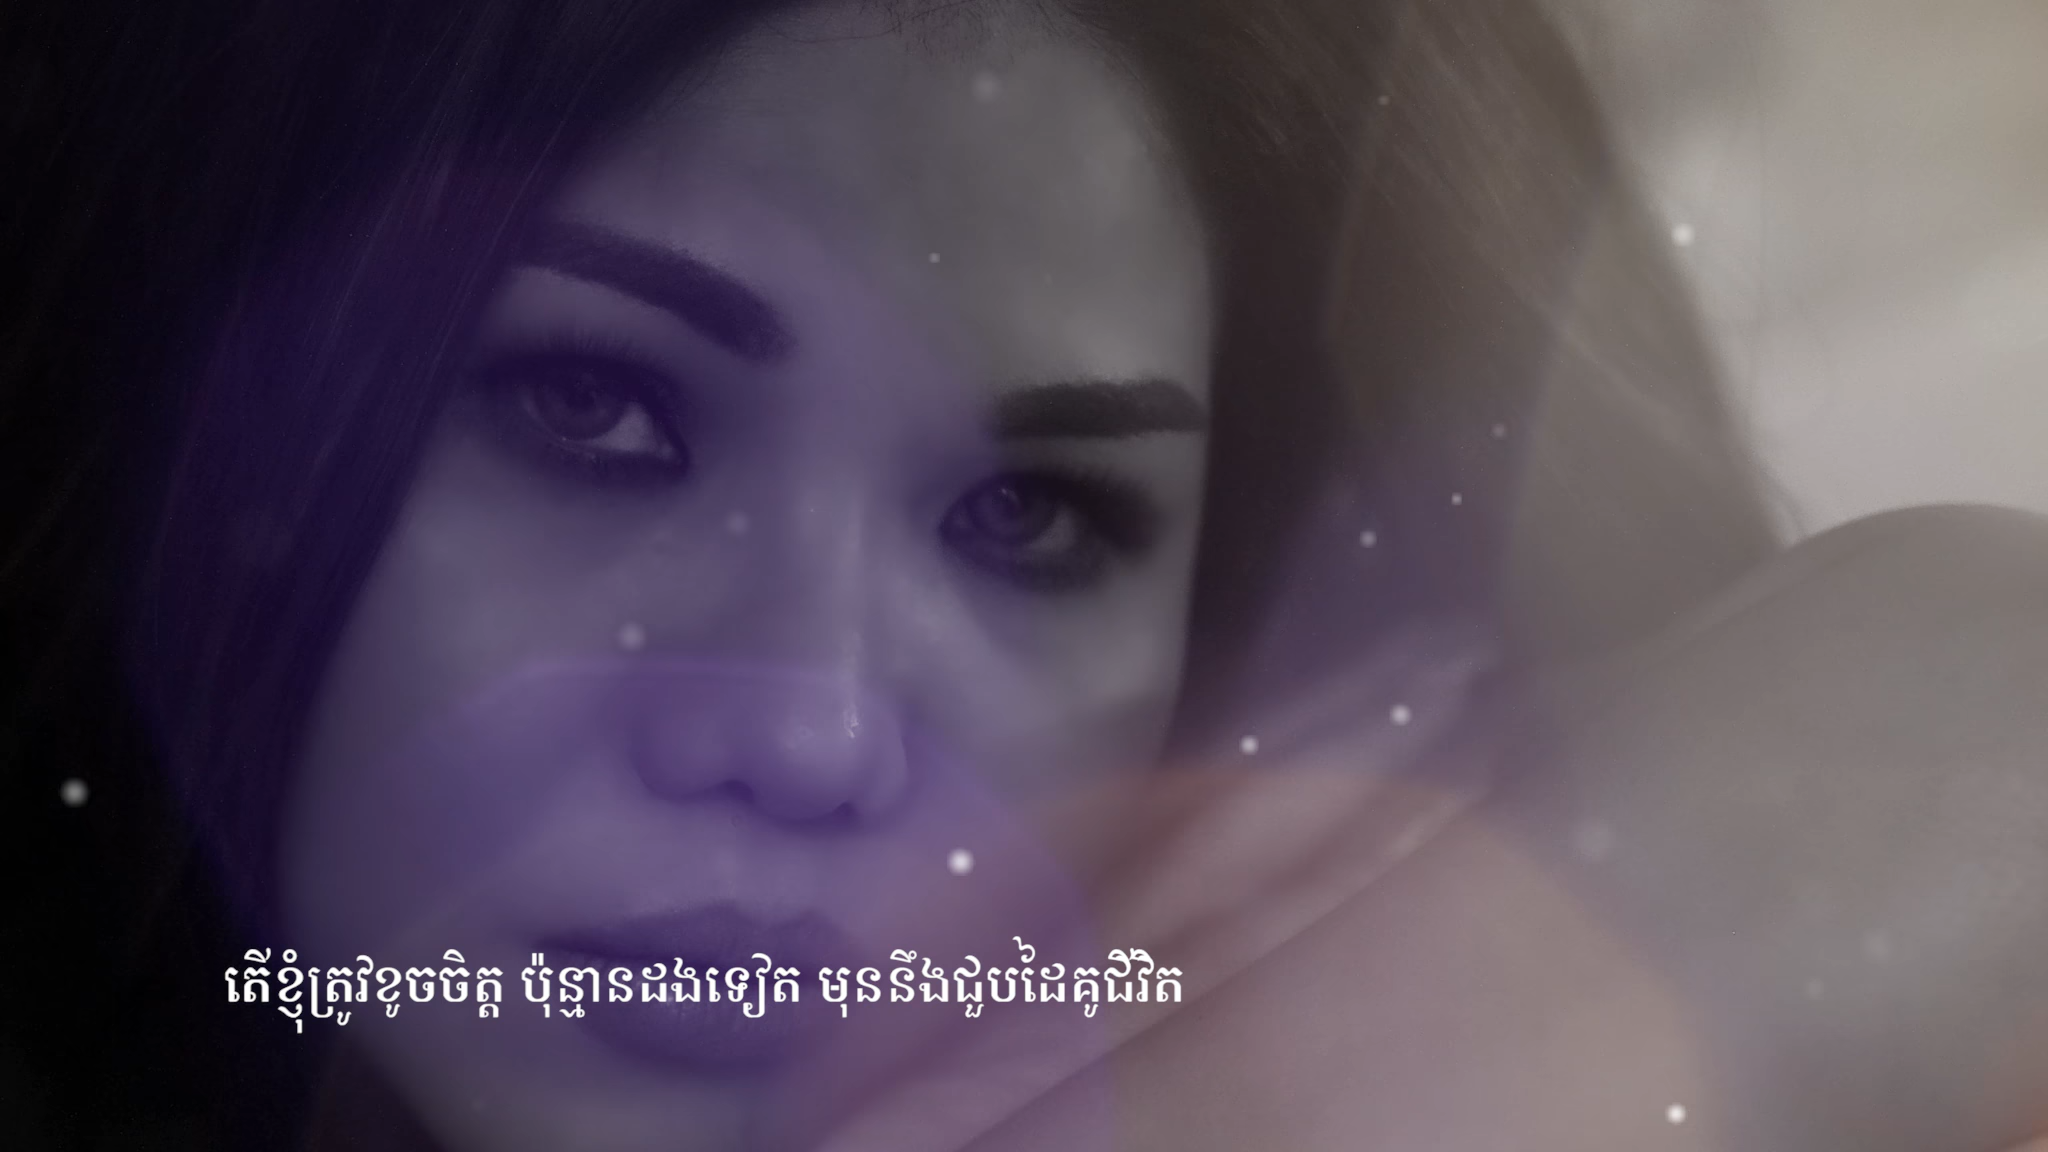 តើខ្ញុំត្រូវខូចចិត្ត ប៉ុន្មានដងទៀត មុននឹងជួបដៃគូជីវិត